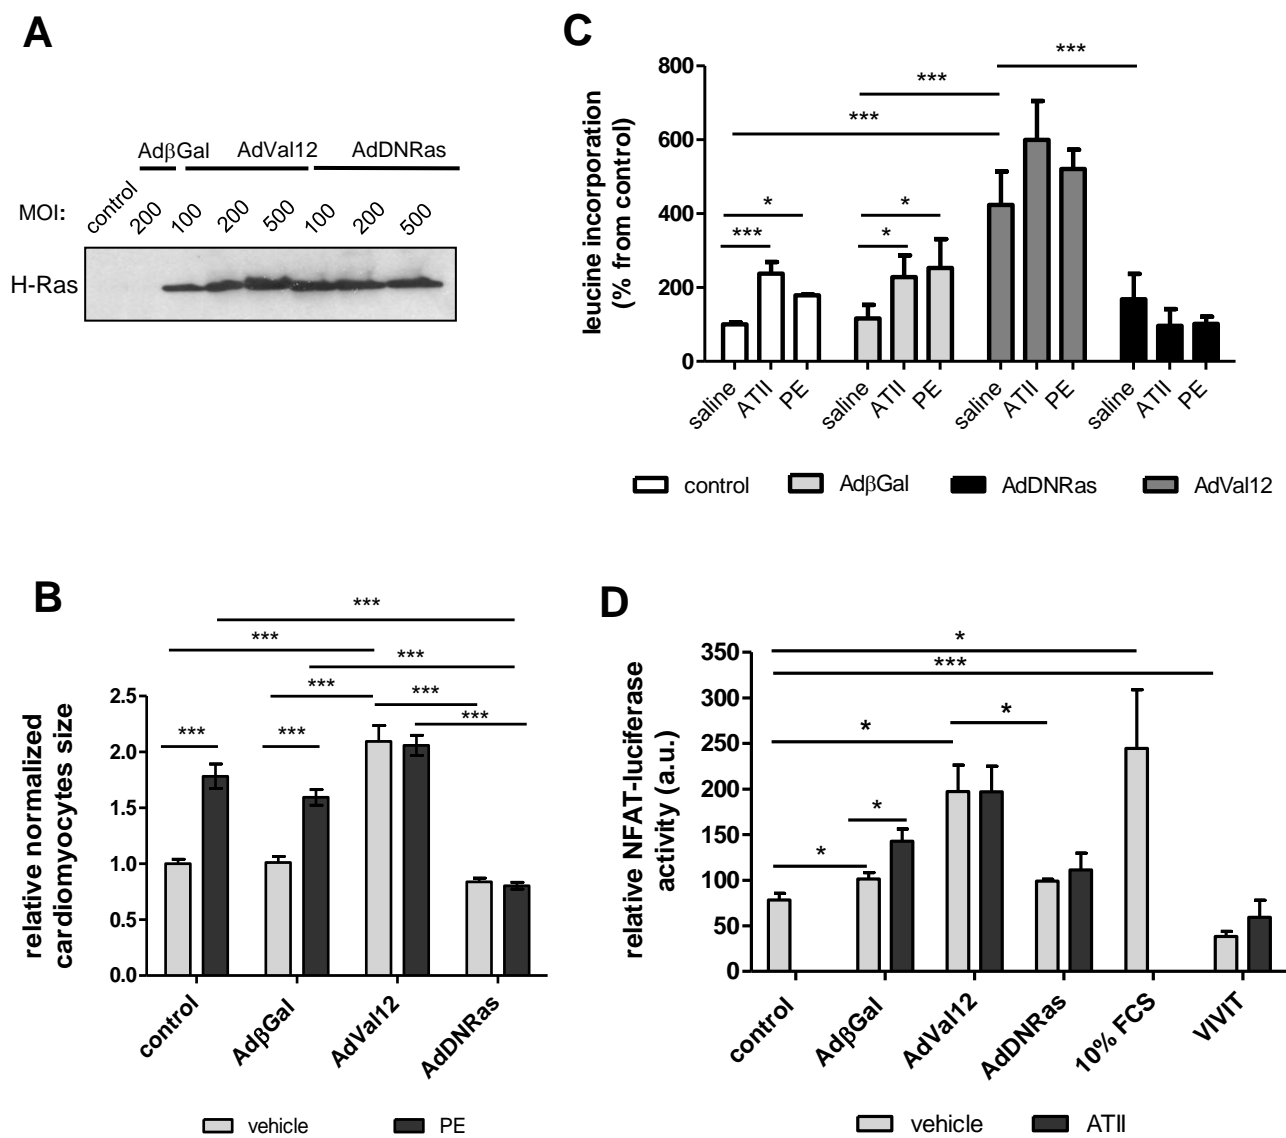 A
AdβGal AdVal12 AdDNRas
MOI: control 200 100 200 500 100 200 500
H-Ras
C
leucine incorporation
(% from control)
800
600
400
200
0
***
***
***
* *
*** *
saline ATII PE saline ATII PE saline ATII PE saline ATII PE
control AdβGal AdDNRas AdVal12
B
relative normalized
cardiomyocytes size
2.5
2.0
1.5
1.0
0.5
0.0
***
***
***
*** ***
*** *** ***
control AdβGal AdVal12 AdDNRas
vehicle PE
D
relative NFAT-luciferase
activity (a.u.)
350
300
250
200
150
100
50
0
*
***
* *
*
*
control AdβGal AdVal12 AdDNRas 10% FCS VIVIT
vehicle ATII